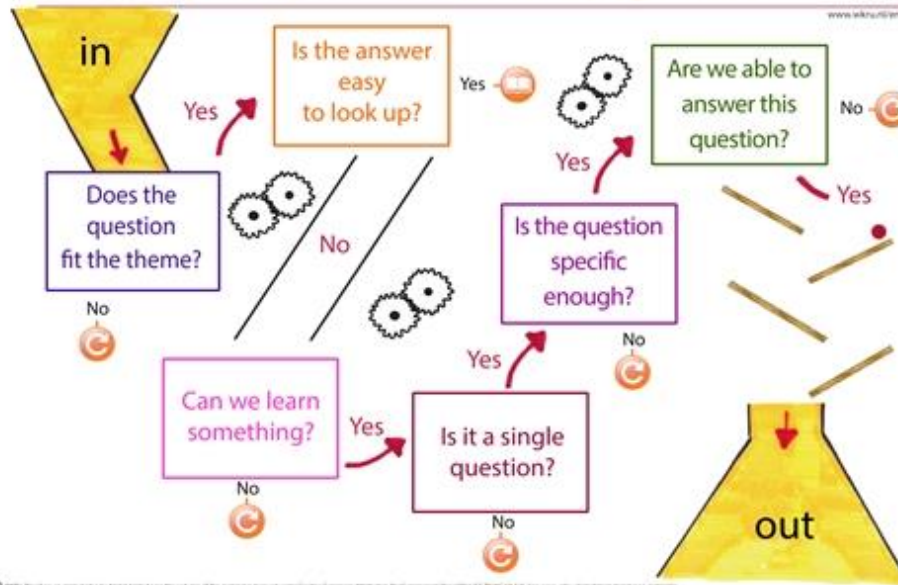 in
Does the
question
fit the theme?
No
Yes
Is the answer
easy
to look up?
Yes
No
Can we learn
something?
No
Yes
Is it a single
question?
No
Yes
Is the question
specific
enough?
No
Yes
Are we able to
answer this
question?
No
Yes
out